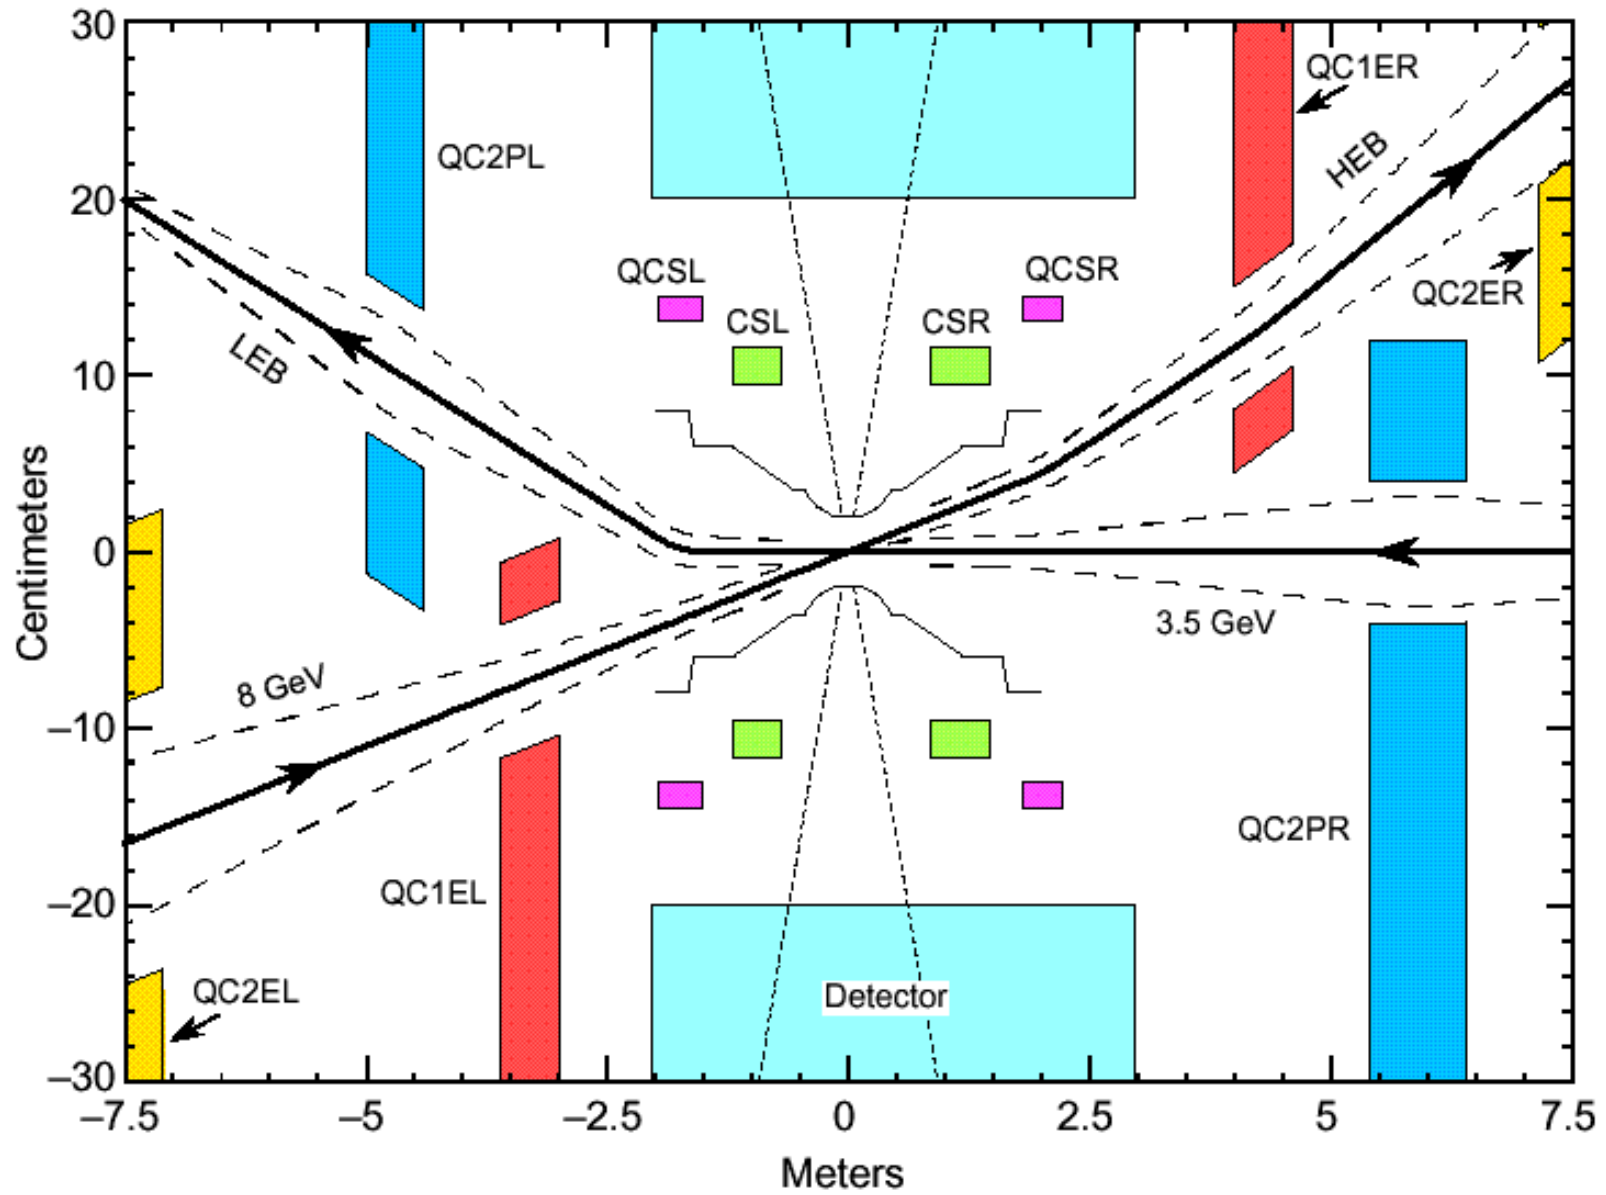 30
20
10
0
–10
–20
–30
–7.5
–5
–2.5
0
2.5
5
7.5
Centimeters
Meters
QC2PL
QC1ER
HEB
QCSL
QCSR
QC2ER
CSL
CSR
LEB
3.5 GeV
8 GeV
QC2PR
QC1EL
QC2EL
Detector